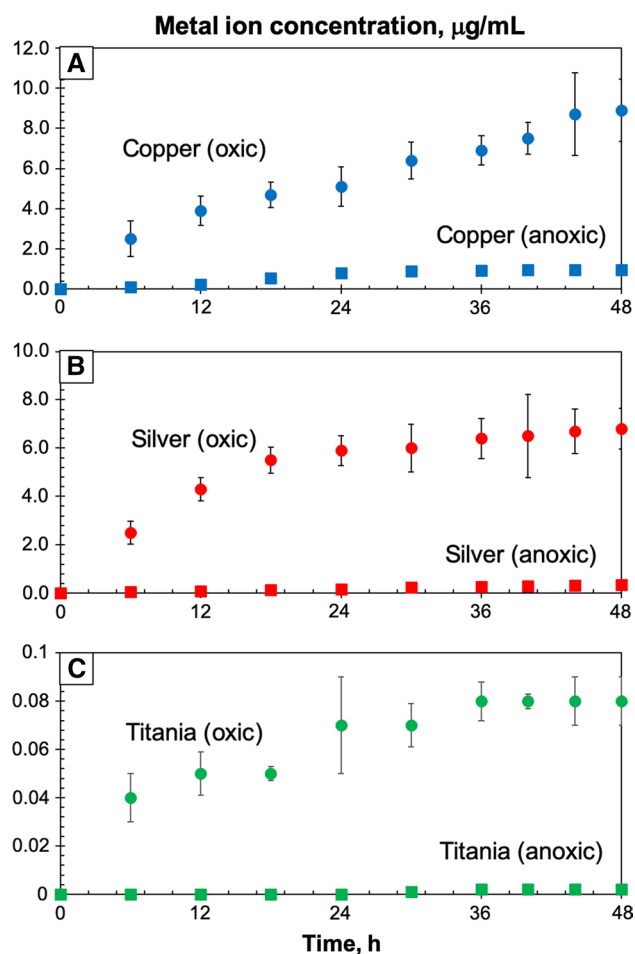 Metal ion concentration, μg/mL
A
12.0
10.0
8.0
6.0
4.0
2.0
0.0
Copper (oxic)
Copper (anoxic)
0 12 24 36 48
B
10.0
8.0
6.0
4.0
2.0
0.0
Silver (oxic)
Silver (anoxic)
0 12 24 36 48
C
0.1
0.08
0.06
0.04
0.02
0
Titania (oxic)
Titania (anoxic)
0 12 24 36 48
Time, h